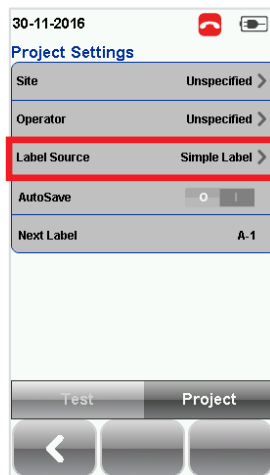 30-11-2016
Project Settings
Site Unspecified
Operator Unspecified
Label Source Simple Label
AutoSave O I
Next Label A-1
Test Project